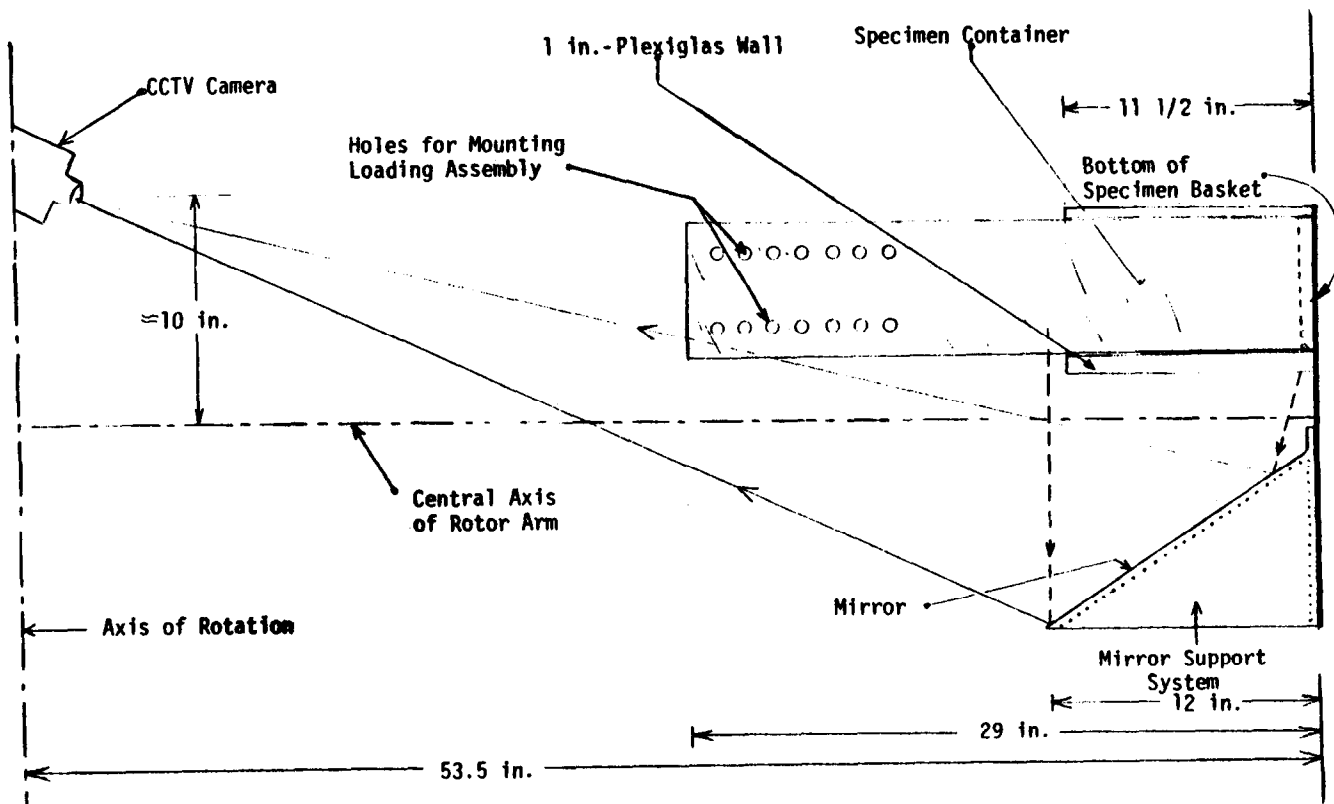 1 in.-Plexiglas Wall
Specimen Container
CCTV Camera
11 1/2 in.
Holes for Mounting
Loading Assembly
Bottom of
Specimen Basket
≈10 in.
Central Axis
of Rotor Arm
Mirror
Axis of Rotation
Mirror Support
System
12 in.
29 in.
53.5 in.